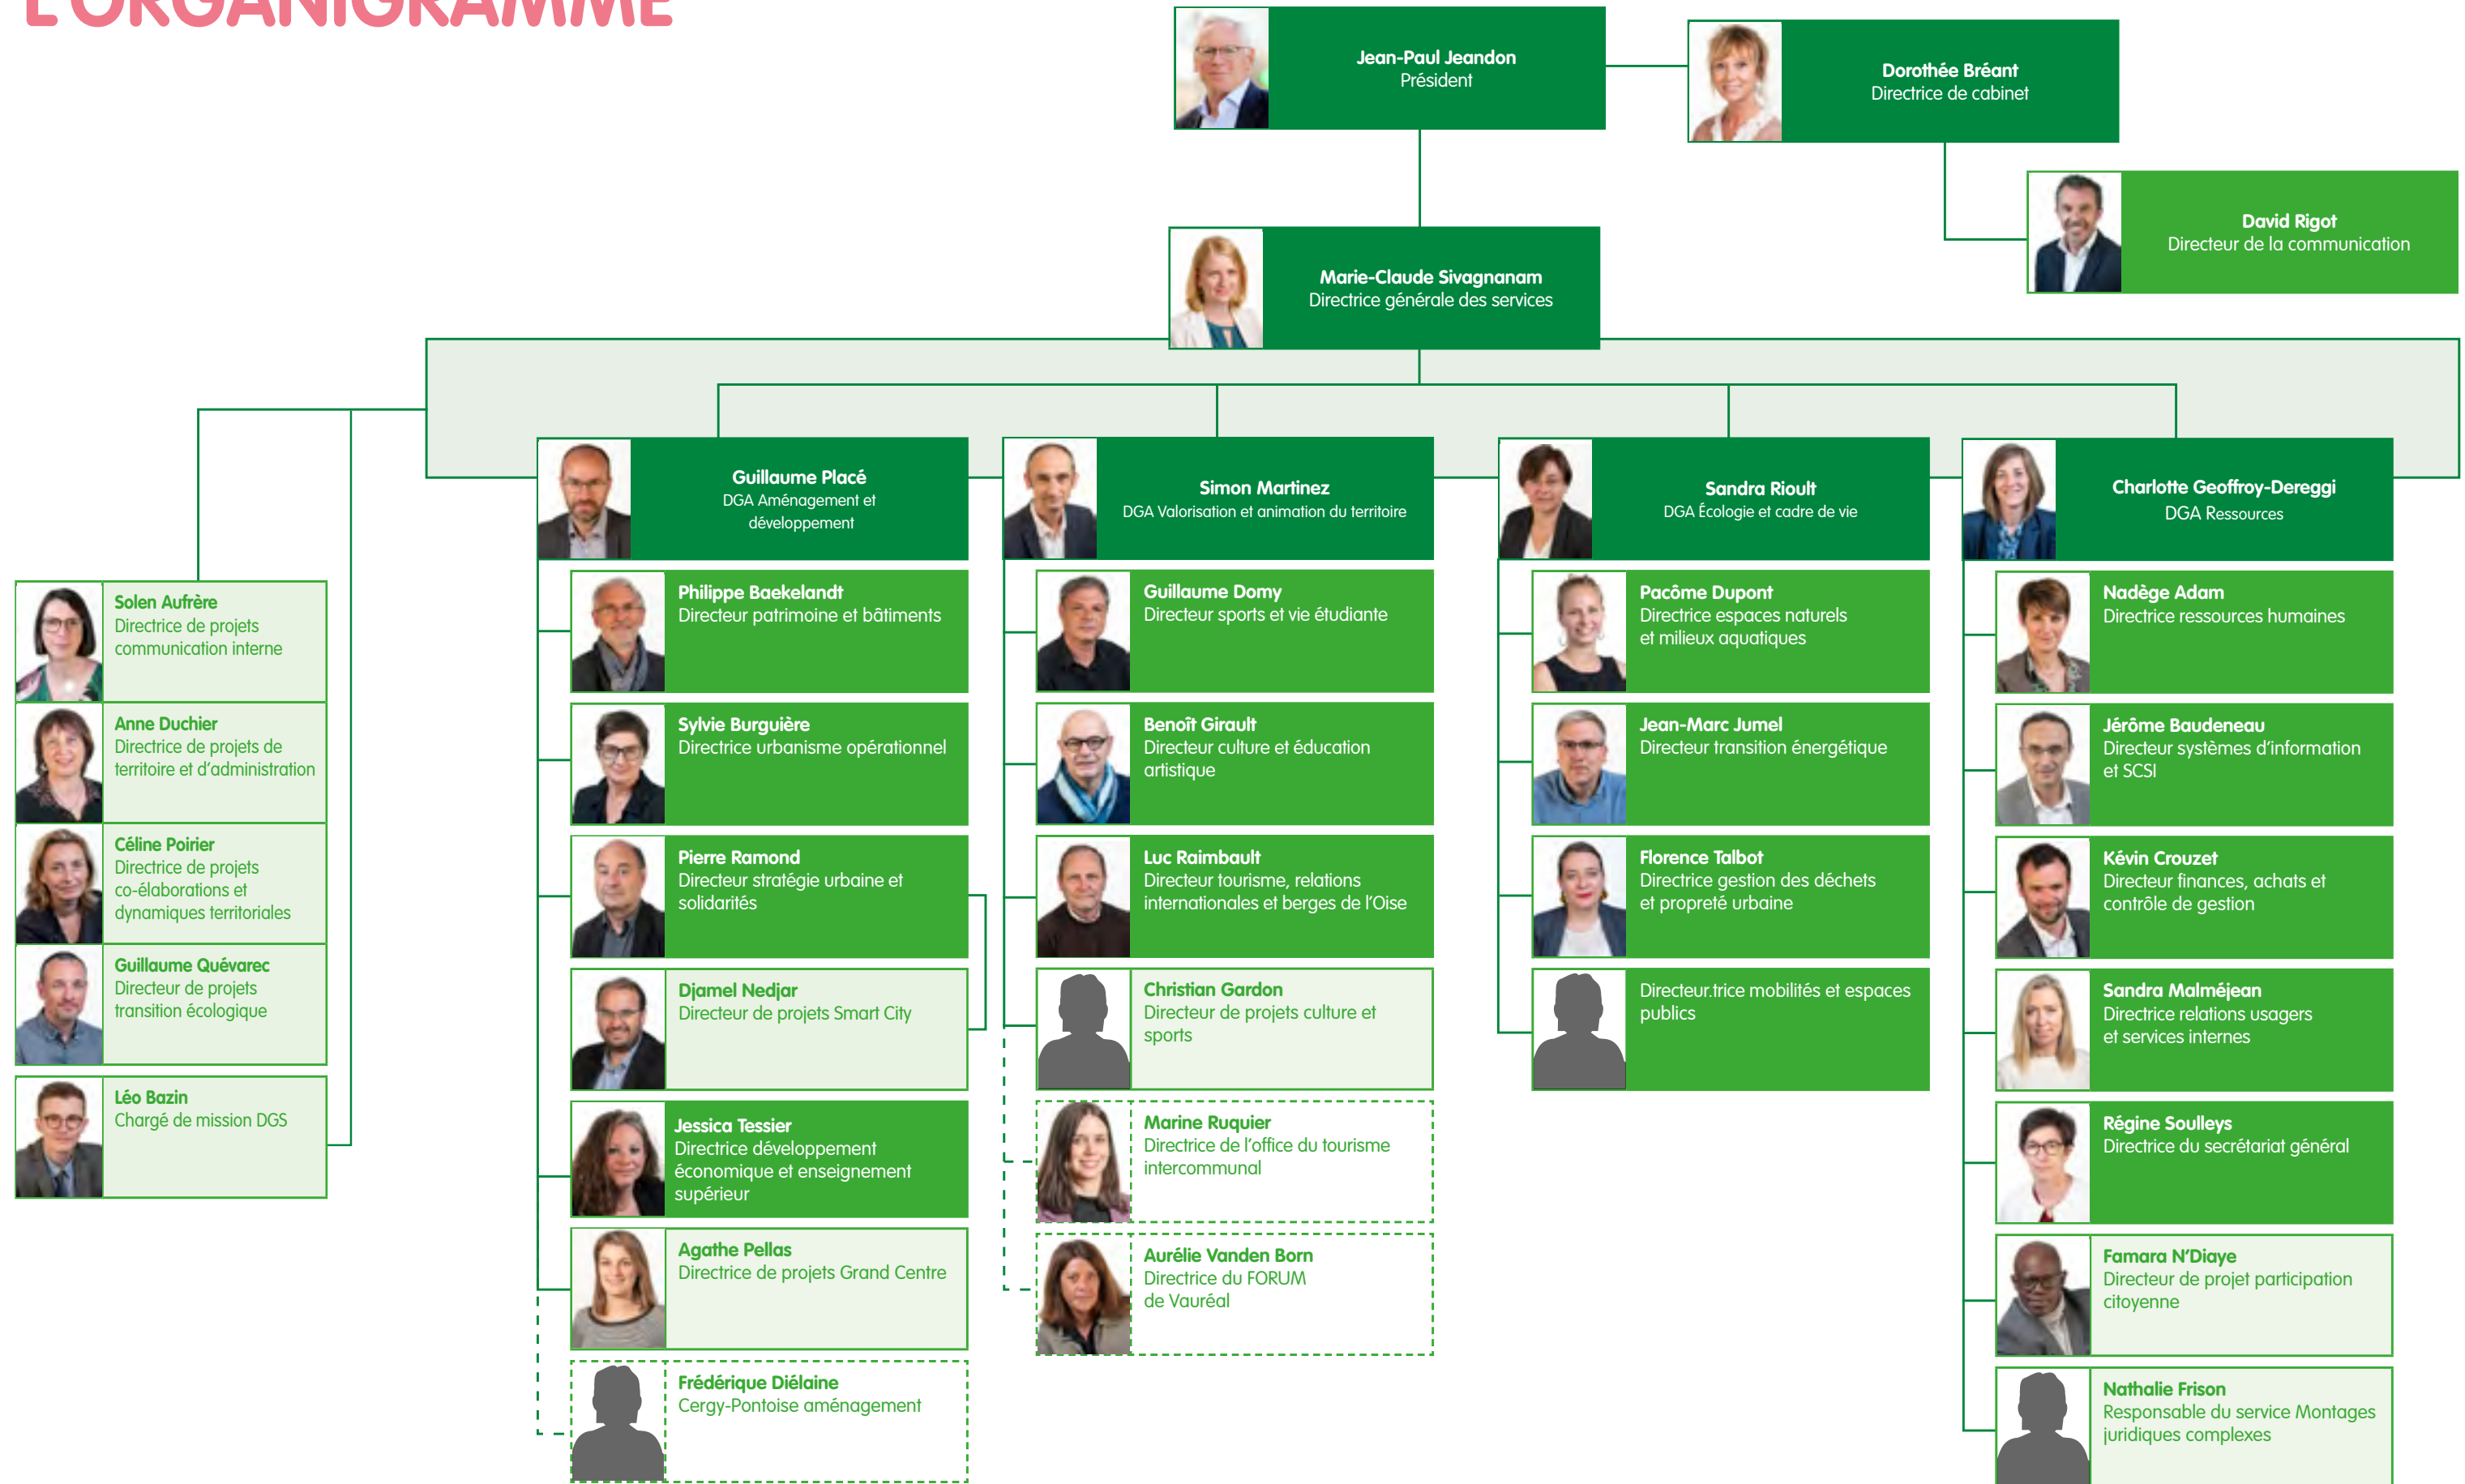 L'ORGANIGRAMME
Jean-Paul Jeandon
Président
Dorothée Bréant
Directrice de cabinet
David Rigot
Directeur de la communication
Marie-Claude Sivagnanam
Directrice générale des services
Solen Aufrère
Directrice de projets
communication interne
Anne Duchier
Directrice de projets de
territoire et d'administration
Céline Poirier
Directrice de projets
co-élaborations et
dynamiques territoriales
Guillaume Quévarec
Directeur de projets
transition écologique
Léo Bazin
Chargé de mission DGS
Guillaume Placé
DGA Aménagement et
développement
Philippe Baekelandt
Directeur patrimoine et bâtiments
Sylvie Burguière
Directrice urbanisme opérationnel
Pierre Ramond
Directeur stratégie urbaine et
solidarités
Djamel Nedjar
Directeur de projets Smart City
Jessica Tessier
Directrice développement
économique et enseignement
supérieur
Agathe Pellas
Directrice de projets Grand Centre
Frédérique Diélaine
Cergy-Pontoise aménagement
Simon Martinez
DGA Valorisation et animation du territoire
Guillaume Domy
Directeur sports et vie étudiante
Benoît Girault
Directeur culture et éducation
artistique
Luc Raimbault
Directeur tourisme, relations
internationales et berges de l'Oise
Christian Gardon
Directeur de projets culture et
sports
Marine Ruquier
Directrice de l'office du tourisme
intercommunal
Aurélie Vanden Born
Directrice du FORUM
de Vauréal
Sandra Rioult
DGA Écologie et cadre de vie
Pacôme Dupont
Directrice espaces naturels
et milieux aquatiques
Jean-Marc Jumel
Directeur transition énergétique
Florence Talbot
Directrice gestion des déchets
et propreté urbaine
Directeur.trice mobilités et espaces
publics
Charlotte Geoffroy-Dereggi
DGA Ressources
Nadège Adam
Directrice ressources humaines
Jérôme Baudeneau
Directeur systèmes d'information
et SCSI
Kévin Crouzet
Directeur finances, achats et
contrôle de gestion
Sandra Malméjean
Directrice relations usagers
et services internes
Régine Soulleys
Directrice du secrétariat général
Famara N'Diaye
Directeur de projet participation
citoyenne
Nathalie Frison
Responsable du service Montages
juridiques complexes